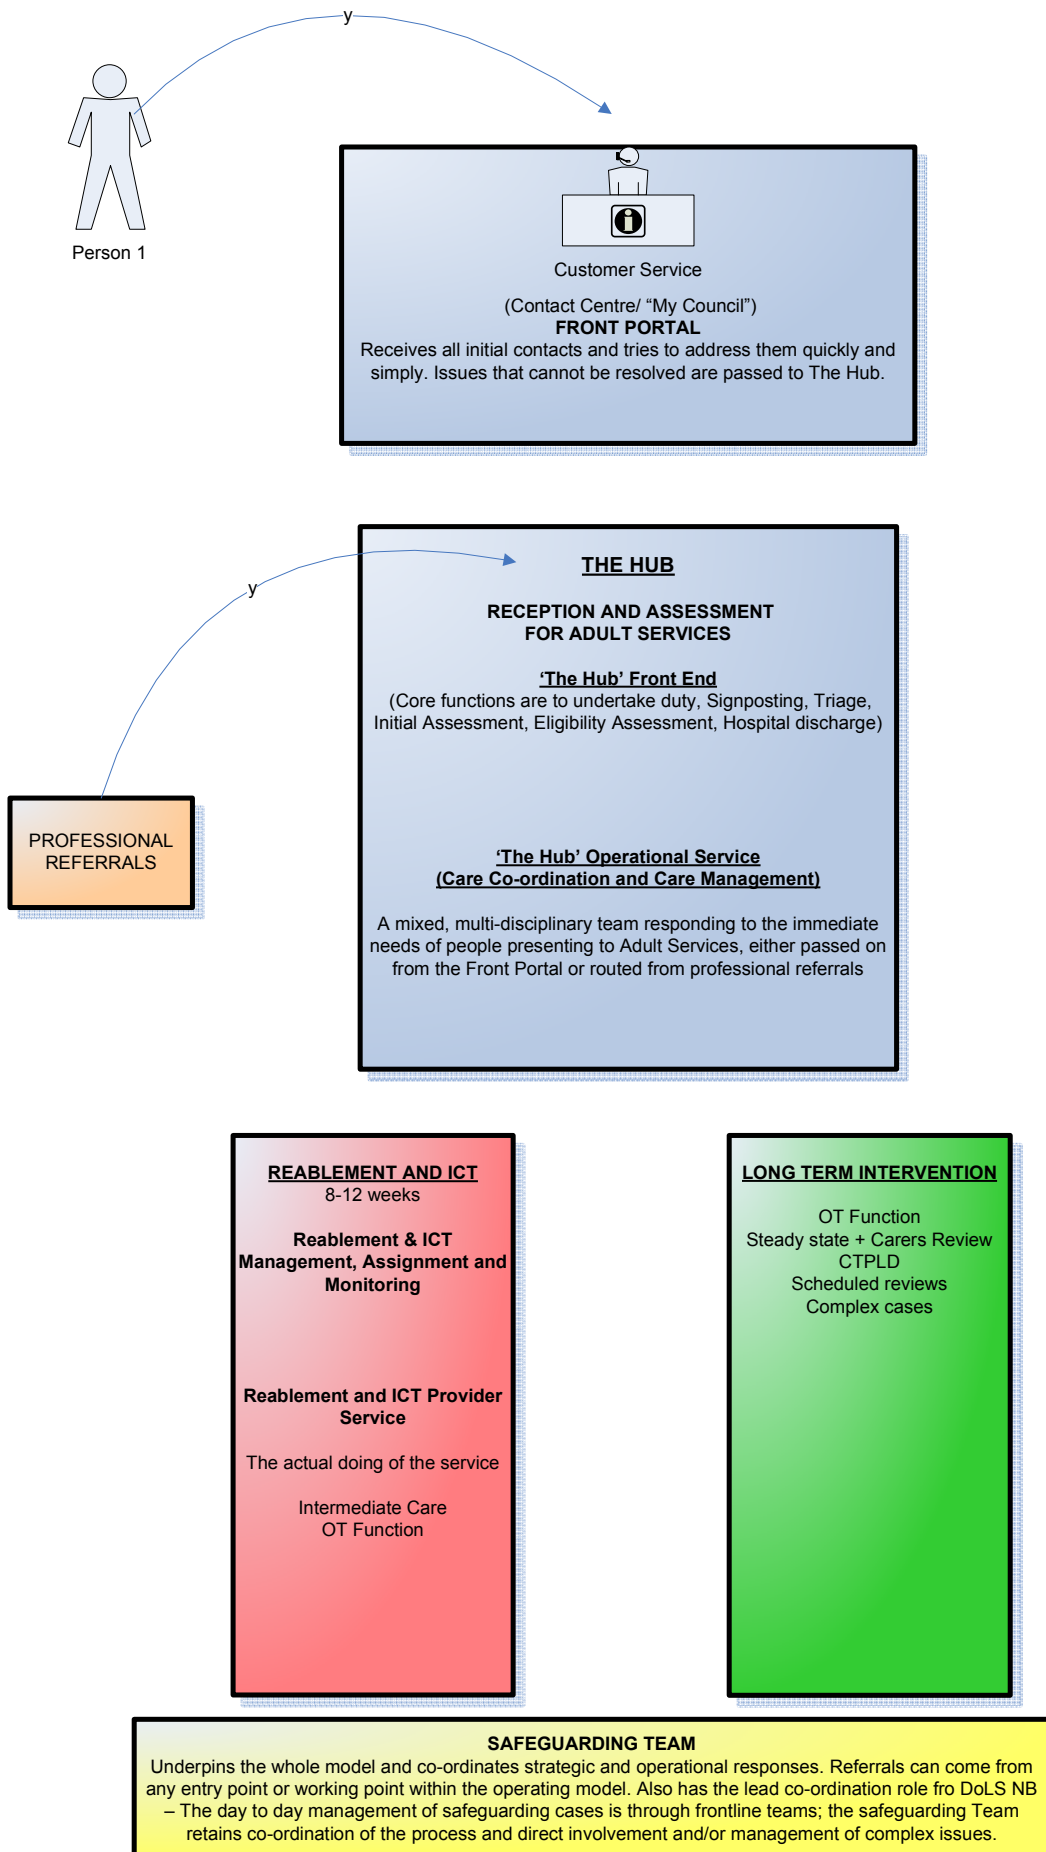 y
Person 1
Customer Service
(Contact Centre/ “My Council”)
FRONT PORTAL
Receives all initial contacts and tries to address them quickly and
simply. Issues that cannot be resolved are passed to The Hub.
THE HUB
RECEPTION AND ASSESSMENT
FOR ADULT SERVICES
‘The Hub’ Front End
(Core functions are to undertake duty, Signposting, Triage,
Initial Assessment, Eligibility Assessment, Hospital discharge)
y
PROFESSIONAL
REFERRALS
‘The Hub’ Operational Service
(Care Co-ordination and Care Management)
A mixed, multi-disciplinary team responding to the immediate
needs of people presenting to Adult Services, either passed on
from the Front Portal or routed from professional referrals
REABLEMENT AND ICT
8-12 weeks
Reablement & ICT
Management, Assignment and
Monitoring
Reablement and ICT Provider
Service
The actual doing of the service
Intermediate Care
OT Function
LONG TERM INTERVENTION
OT Function
Steady state + Carers Review
CTPLD
Scheduled reviews
Complex cases
SAFEGUARDING TEAM
Underpins the whole model and co-ordinates strategic and operational responses. Referrals can come from
any entry point or working point within the operating model. Also has the lead co-ordination role fro DoLS NB
– The day to day management of safeguarding cases is through frontline teams; the safeguarding Team
retains co-ordination of the process and direct involvement and/or management of complex issues.